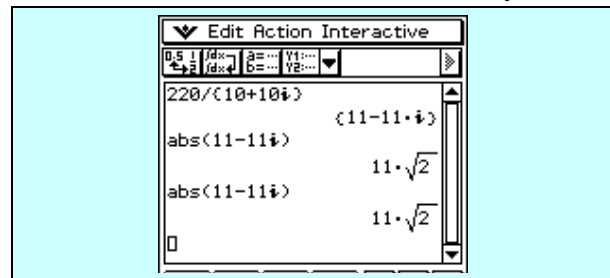 Edit Action Interactive
220/(10+10i)
(11-11·i)
abs(11-11i)
11·√2
abs(11-11i)
11·√2